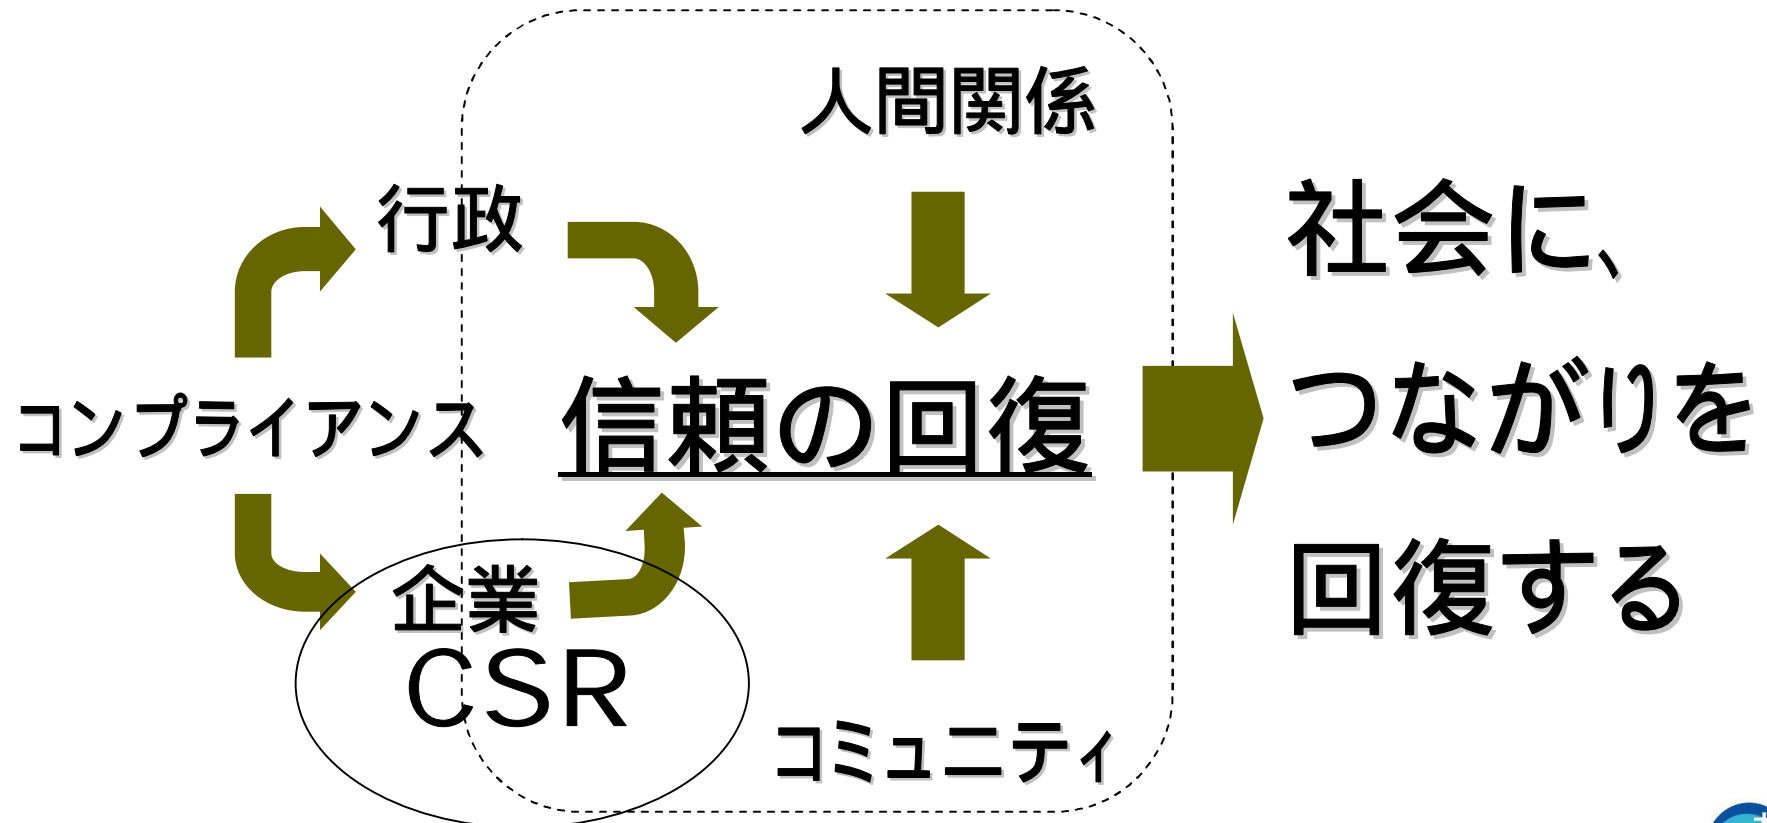 人間関係
行政
コンプライアンス
信頼の回復
企業
CSR
コミュニティ
社会に、
つながりを
回復する